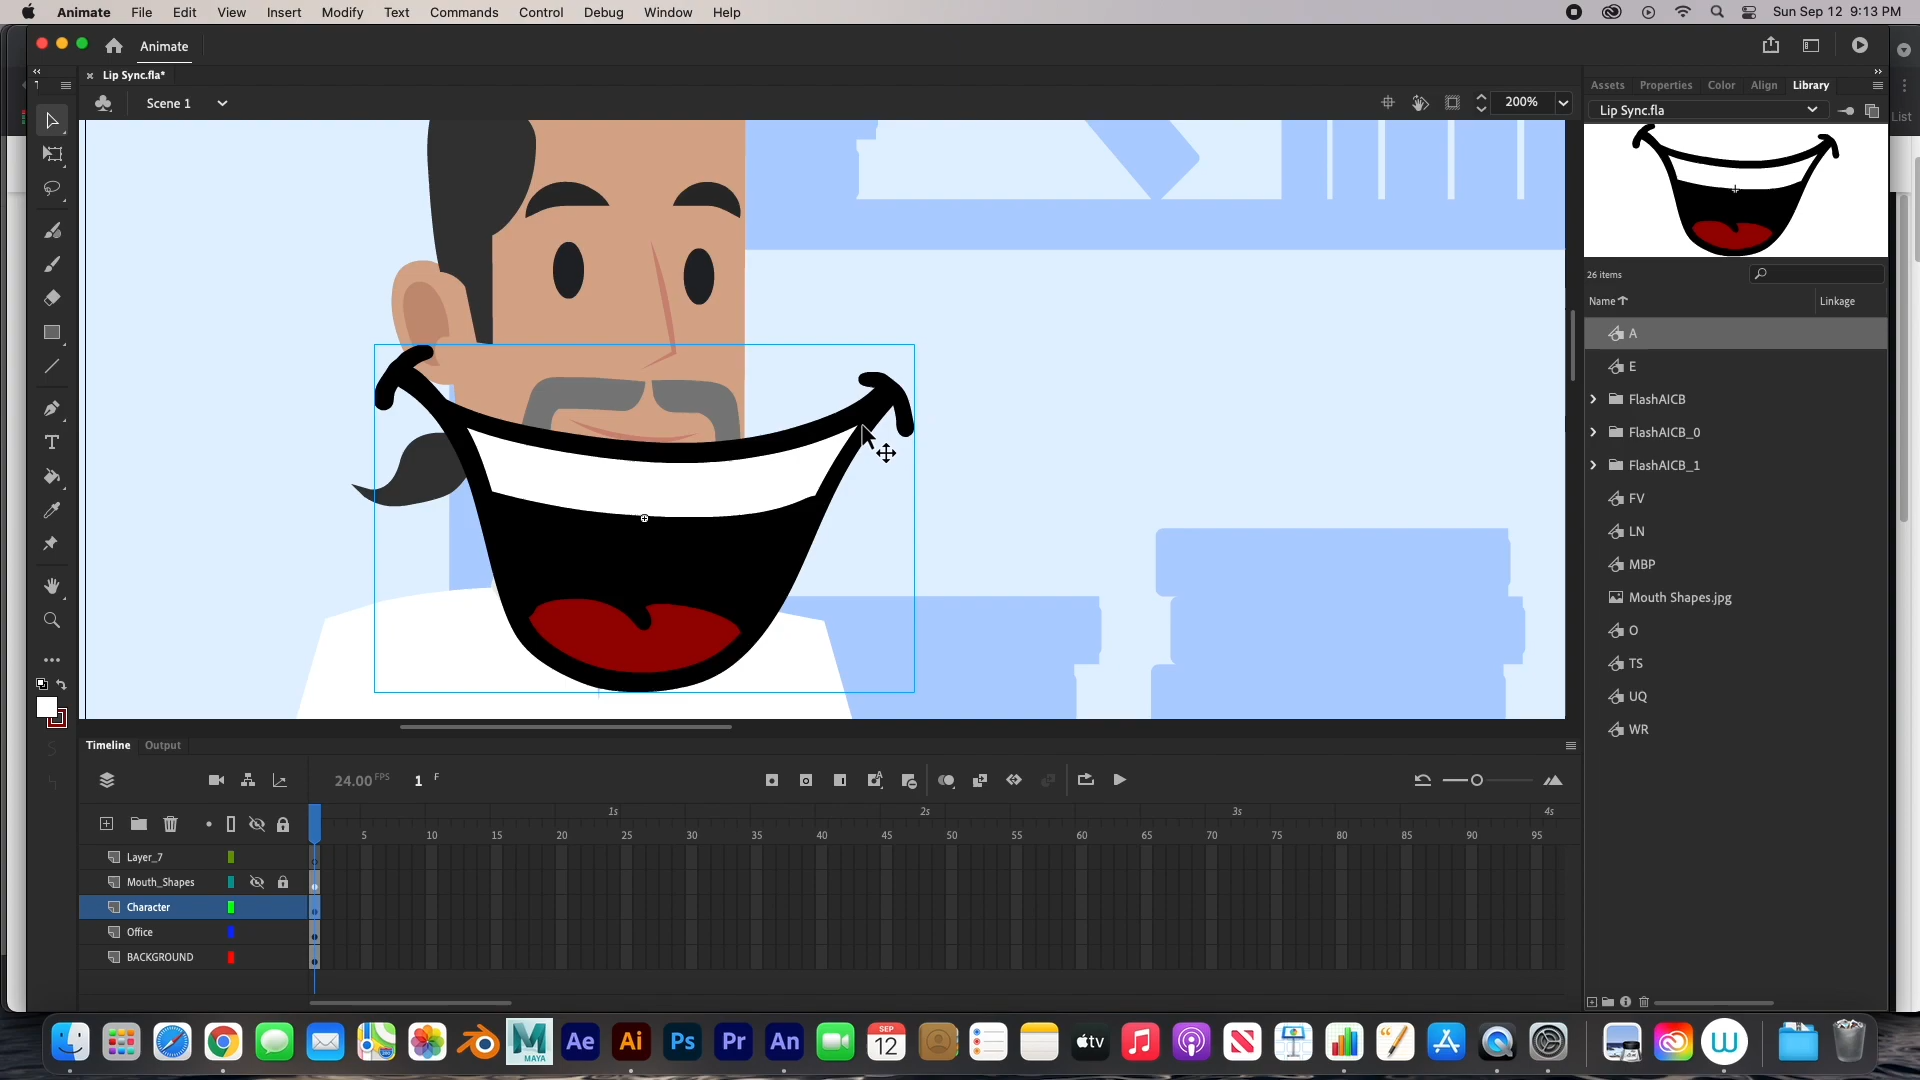 Animate File Edit View Insert Modify Text Commands Control Debug Window Help
Sun Sep 12 9:13 PM
Animate
Lip Sync.fla*
Scene 1
200%
Assets Properties Color Align Library
Lip Sync.fla
List
26 items
Name
Linkage
A
E
FlashAICB
FlashAICB_0
FlashAICB_1
FV
LN
MBP
Mouth Shapes.jpg
O
TS
UQ
WR
Timeline Output
24.00 FPS 1 F
1s 2s 3s 4s
5 10 15 20 25 30 35 40 45 50 55 60 65 70 75 80 85 90 95
Layer_7
Mouth_Shapes
Character
Office
BACKGROUND
MAYA
Ae
Ai
Ps
Pr
An
SEP
12
tv